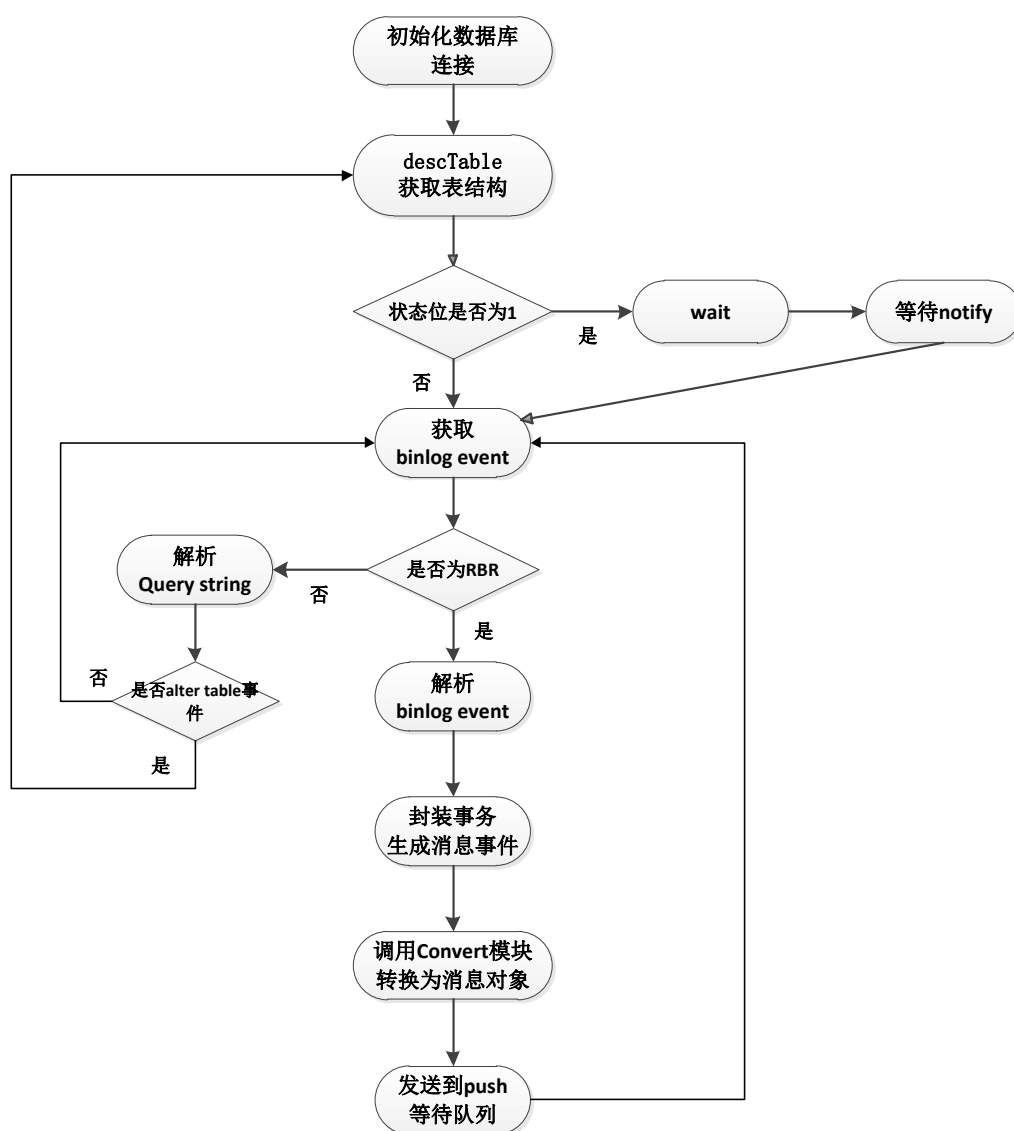 初始化数据库
连接
descTable
获取表结构
状态位是否为1
是
wait
等待notify
否
获取
binlog event
解析
Query string
否
是否为RBR
是
否
是否alter table事
件
是
解析
binlog event
封装事务
生成消息事件
调用Convert模块
转换为消息对象
发送到push
等待队列